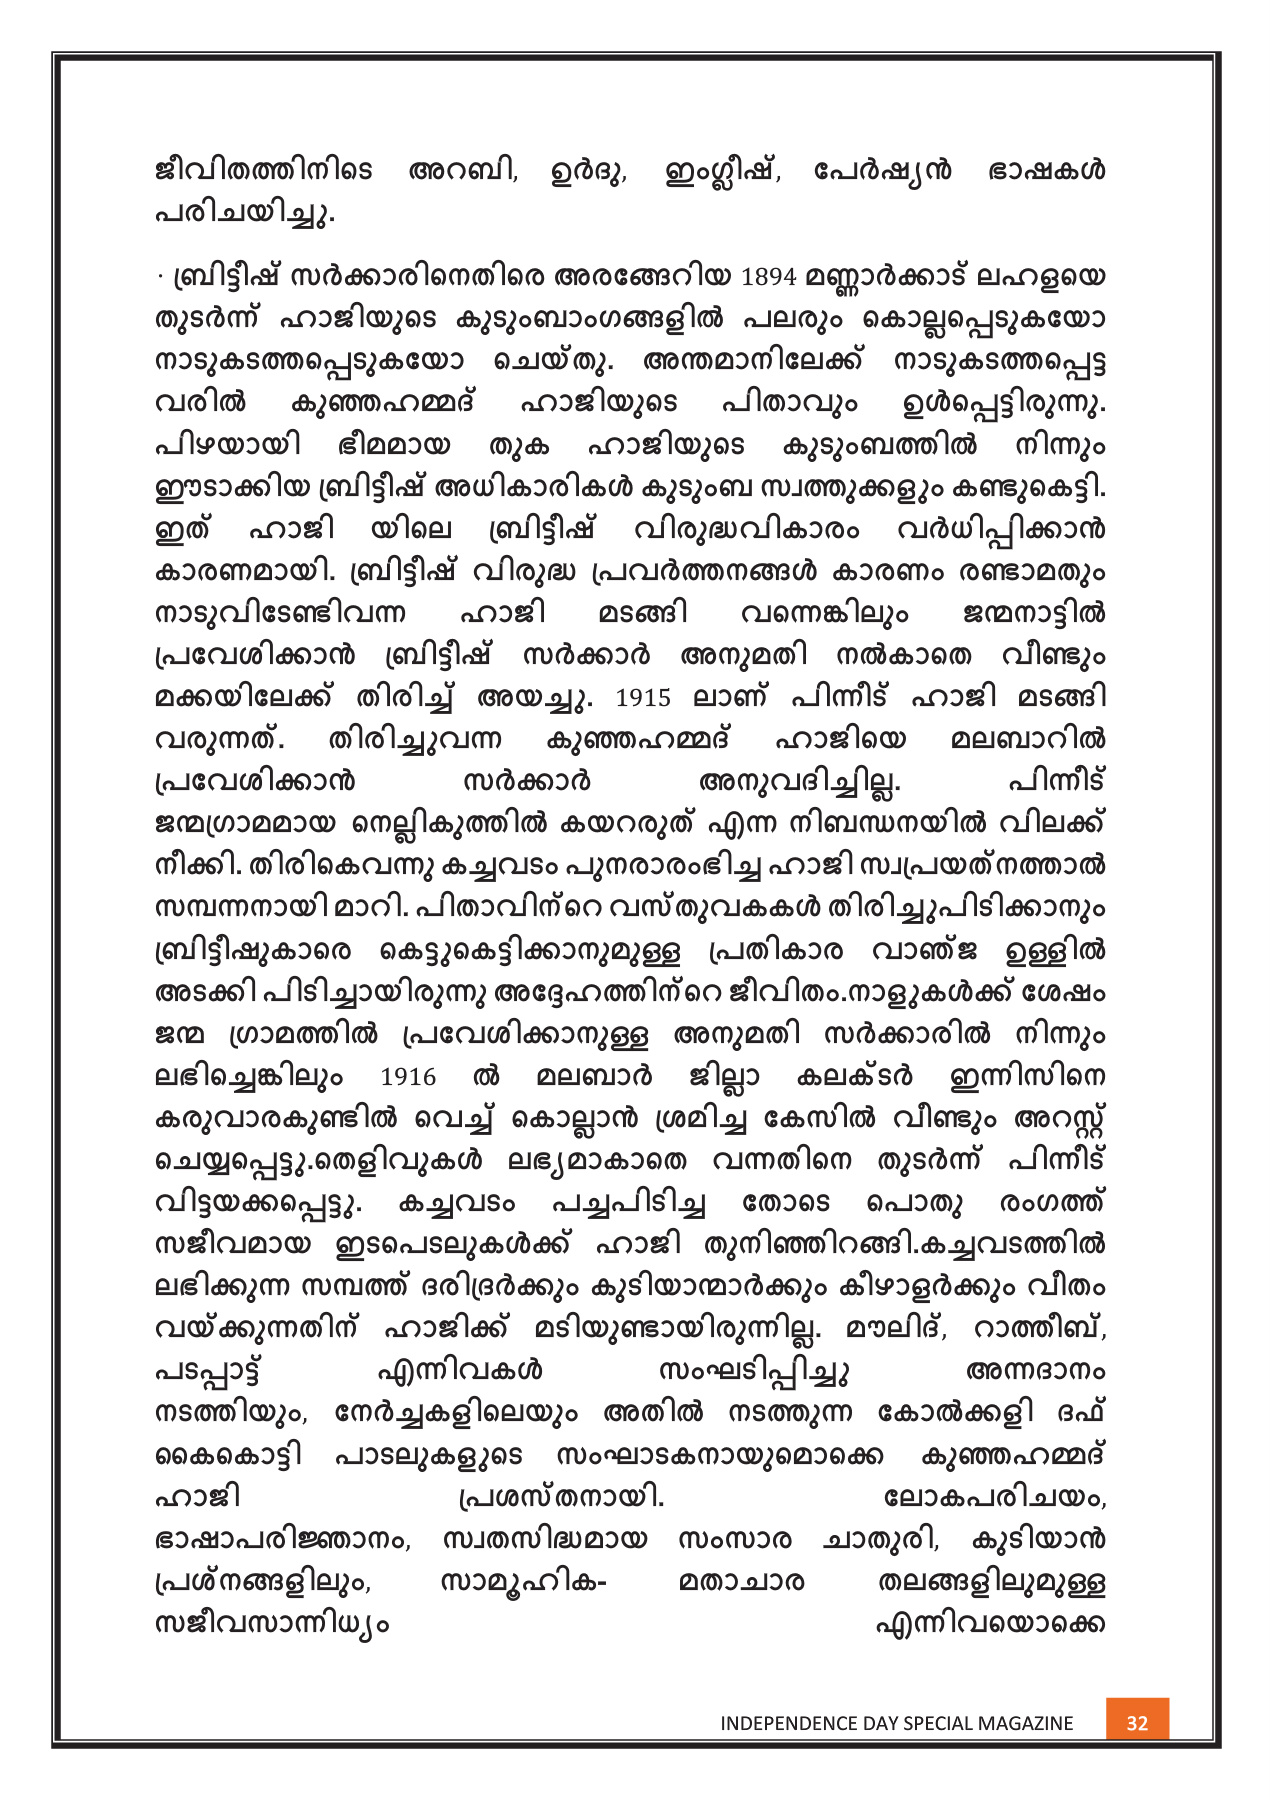 ജീവിതത്തിനിടെ അറബി, ഉർദു, ഇംഗ്ലീഷ്, പേർഷ്യൻ ഭാഷകൾ
പരിചയിച്ചു.
· ബ്രിട്ടീഷ് സർക്കാരിനെതിരെ അരങ്ങേറിയ 1894 മണ്ണാർക്കാട് ലഹളയെ
തുടർന്ന് ഹാജിയുടെ കുടുംബാംഗങ്ങളിൽ പലരും കൊല്ലപ്പെടുകയോ
നാടുകടത്തപ്പെടുകയോ ചെയ്തു. അന്തമാനിലേക്ക് നാടുകടത്തപ്പെട്ട
വരിൽ കുഞ്ഞഹമ്മദ് ഹാജിയുടെ പിതാവും ഉൾപ്പെട്ടിരുന്നു.
പിഴയായി ഭീമമായ തുക ഹാജിയുടെ കുടുംബത്തിൽ നിന്നും
ഈടാക്കിയ ബ്രിട്ടീഷ് അധികാരികൾ കുടുംബ സ്വത്തുക്കളും കണ്ടുകെട്ടി.
ഇത് ഹാജി യിലെ ബ്രിട്ടീഷ് വിരുദ്ധവികാരം വർധിപ്പിക്കാൻ
കാരണമായി. ബ്രിട്ടീഷ് വിരുദ്ധ പ്രവർത്തനങ്ങൾ കാരണം രണ്ടാമതും
നാടുവിടേണ്ടിവന്ന ഹാജി മടങ്ങി വന്നെങ്കിലും ജന്മനാട്ടിൽ
പ്രവേശിക്കാൻ ബ്രിട്ടീഷ് സർക്കാർ അനുമതി നൽകാതെ വീണ്ടും
മക്കയിലേക്ക് തിരിച്ച് അയച്ചു. 1915 ലാണ് പിന്നീട് ഹാജി മടങ്ങി
വരുന്നത്. തിരിച്ചുവന്ന കുഞ്ഞഹമ്മദ് ഹാജിയെ മലബാറിൽ
പ്രവേശിക്കാൻ സർക്കാർ അനുവദിച്ചില്ല. പിന്നീട്
ജന്മഗ്രാമമായ നെല്ലികുത്തിൽ കയറരുത് എന്ന നിബന്ധനയിൽ വിലക്ക്
നീക്കി. തിരികെവന്നു കച്ചവടം പുനരാരംഭിച്ച ഹാജി സ്വപ്രയത്നത്താൽ
സമ്പന്നനായി മാറി. പിതാവിന്റെ വസ്തുവകകൾ തിരിച്ചുപിടിക്കാനും
ബ്രിട്ടീഷുകാരെ കെട്ടുകെട്ടിക്കാനുമുള്ള പ്രതികാര വാഞ്ജ ഉള്ളിൽ
അടക്കി പിടിച്ചായിരുന്നു അദ്ദേഹത്തിന്റെ ജീവിതം.നാളുകൾക്ക് ശേഷം
ജന്മ ഗ്രാമത്തിൽ പ്രവേശിക്കാനുള്ള അനുമതി സർക്കാരിൽ നിന്നും
ലഭിച്ചെങ്കിലും 1916 ൽ മലബാർ ജില്ലാ കലക്ടർ ഇന്നിസിനെ
കരുവാരകുണ്ടിൽ വെച്ച് കൊല്ലാൻ ശ്രമിച്ച കേസിൽ വീണ്ടും അറസ്റ്റ്
ചെയ്യപ്പെട്ടു.തെളിവുകൾ ലഭ്യമാകാതെ വന്നതിനെ തുടർന്ന് പിന്നീട്
വിട്ടയക്കപ്പെട്ടു. കച്ചവടം പച്ചപിടിച്ച തോടെ പൊതു രംഗത്ത്
സജീവമായ ഇടപെടലുകൾക്ക് ഹാജി തുനിഞ്ഞിറങ്ങി.കച്ചവടത്തിൽ
ലഭിക്കുന്ന സമ്പത്ത് ദരിദ്രർക്കും കുടിയാന്മാർക്കും കീഴാളർക്കും വീതം
വയ്ക്കുന്നതിന് ഹാജിക്ക് മടിയുണ്ടായിരുന്നില്ല. മൗലിദ്, റാത്തീബ്,
പടപ്പാട്ട് എന്നിവകൾ സംഘടിപ്പിച്ചു അന്നദാനം
നടത്തിയും, നേർച്ചകളിലെയും അതിൽ നടത്തുന്ന കോൽക്കളി ദഫ്
കൈകൊട്ടി പാടലുകളുടെ സംഘാടകനായുമൊക്കെ കുഞ്ഞഹമ്മദ്
ഹാജി പ്രശസ്തനായി. ലോകപരിചയം,
ഭാഷാപരിജ്ഞാനം, സ്വതസിദ്ധമായ സംസാര ചാതുരി, കുടിയാൻ
പ്രശ്നങ്ങളിലും, സാമൂഹിക- മതാചാര തലങ്ങളിലുമുള്ള
സജീവസാന്നിധ്യം എന്നിവയൊക്കെ
INDEPENDENCE DAY SPECIAL MAGAZINE 32